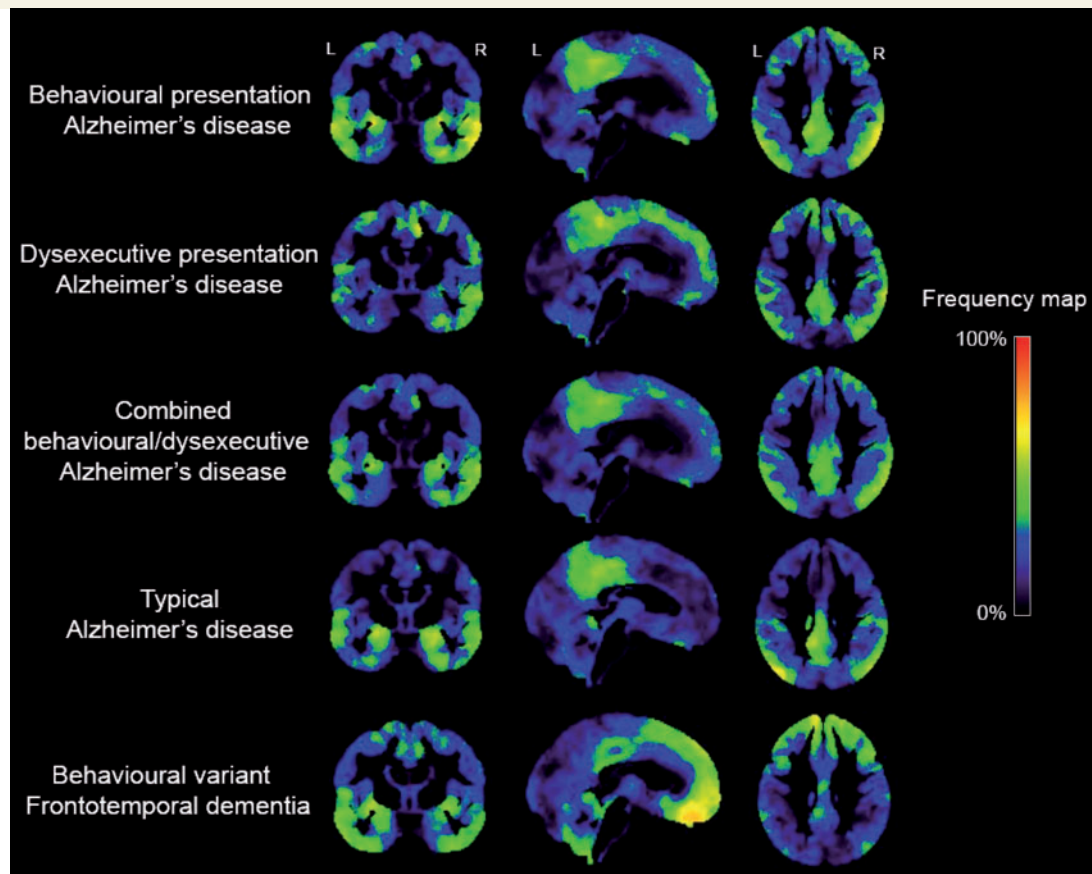 L R L L R
Behavioural presentation
Alzheimer's disease
Dysexecutive presentation
Alzheimer's disease
Frequency map
100%
Combined
behavioural/dysexecutive
Alzheimer's disease
0%
Typical
Alzheimer's disease
Behavioural variant
Frontotemporal dementia